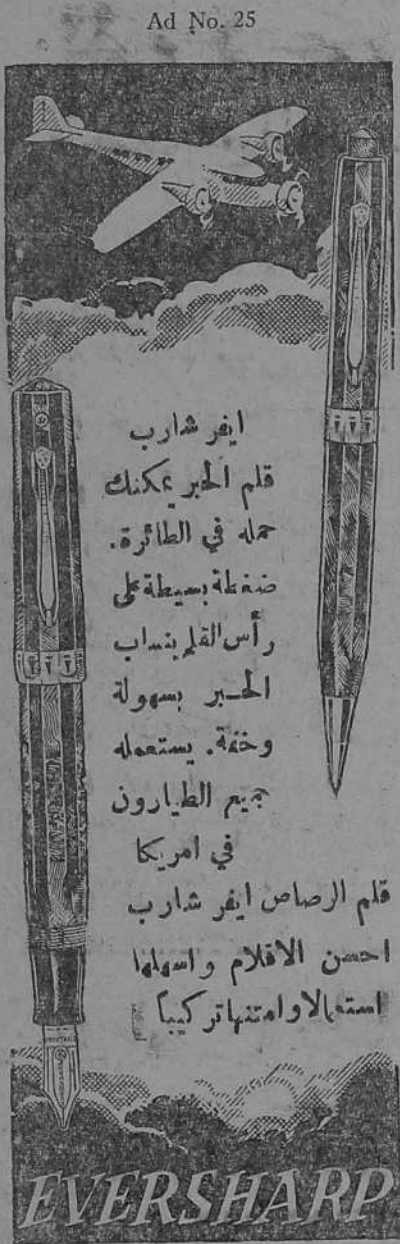 Ad No. 25
ايفر شارب
قلم الحبر يمكنك
حمله في الطائرة.
ضغطة بسيطة على
رأس القلم ينساب
الحبر بسهولة
وخفة. يستعمله
جميع الطيارون
في امريكا
قلم الرصاص ايفر شارب
احسن الاقلام واسهلها
استعمالا وامتنها تركيباً
EVERSHARP